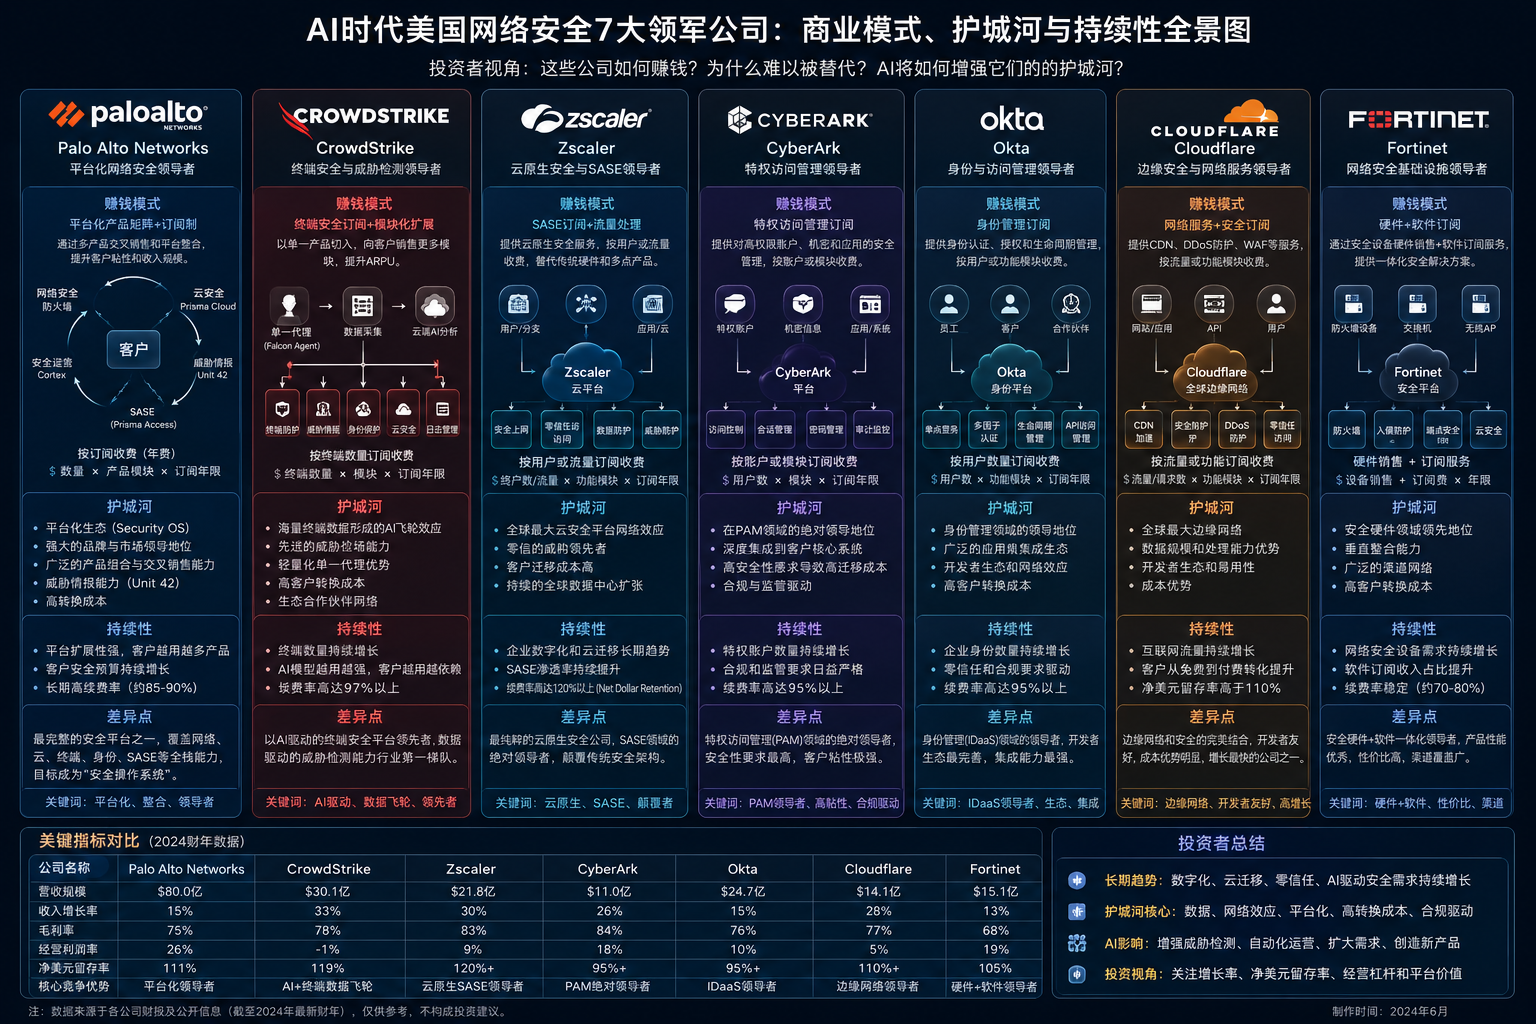 AI时代美国网络安全7大领军公司：商业模式、护城河与持续性全景图
投资者视角：这些公司如何赚钱？为什么难以被替代？AI将如何增强它们的的护城河？
paloalto
NETWORKS
Palo Alto Networks
平台化网络安全领导者
赚钱模式
平台化产品矩阵+订阅制
通过多产品交叉销售和平台整合，
提升客户粘性和收入规模。
网络安全
防火墙
云安全
Prisma Cloud
客户
Cortex
威胁情报
Unit 42
SASE
(Prisma Access)
按订阅收费（年费）
$ 数量 × 产品模块 × 订阅年限
护城河
• 平台化生态 (Security OS)
• 强大的品牌与市场领导地位
• 广泛的产品组合与交叉销售能力
• 威胁情报能力（Unit 42）
• 高转换成本
持续性
• 平台扩展性强，客户越用越多产品
• 客户安全预算持续增长
• 长期高续费率（约85-90%）
差异点
最完整的安全平台之一，覆盖网络、
云、终端、身份、SASE等全栈能力，
目标成为“安全操作系统”。
关键词：平台化、整合、领导者
CROWDSTRIKE
CrowdStrike
终端安全与威胁检测领导者
赚钱模式
终端安全订阅+模块化扩展
以单一产品切入，向客户销售更多模
块，提升ARPU。
单一代理
(Falcon Agent)
数据采集
云端AI分析
终端防护
威胁情报
身份保护
云安全
日志管理
按终端数量订阅收费
$ 终端数量 × 模块 × 订阅年限
护城河
• 海量终端数据形成的AI飞轮效应
• 先进的威胁检场能力
• 轻量化单一代理优势
• 高客户转换成本
• 生态合作伙伴网络
持续性
• 终端数量持续增长
• AI模型越用越强，客户越用越依赖
• 续费率高达97%以上
差异点
以AI驱动的终端安全平台领先者，数据
驱动的威胁检测能力行业第一梯队。
关键词：AI驱动、数据飞轮、领先者
zscaler
Zscaler
云原生安全与SASE领导者
赚钱模式
SASE订阅+流量处理
提供云原生安全服务，按用户或流量
收费，替代传统硬件和多点产品。
用户/分支
应用/云
Zscaler
云平台
安全上网
零信任访
访问
数据防护
威胁防护
按用户或流量订阅收费
$ 终户数/流量 × 功能模块 × 订阅年限
护城河
• 全球最大云安全平台网络效应
• 零信的威胁领先者
• 客户迁移成本高
• 持续的全球数据中心扩张
持续性
• 企业数字化和云迁移长期趋势
• SASE渗透率持续提升
• 续费率高达120%以上 (Net Dollar Retention)
差异点
最纯粹的云原生安全公司，SASE领域的
绝对领导者，颠覆传统安全架构。
关键词：云原生、SASE、颠覆者
CYBERARK
CyberArk
特权访问管理领导者
赚钱模式
特权访问管理订阅
提供对高权限账户、机密和应用的安全
管理，按账户或模块收费。
特权账户
机密信息
应用/系统
CyberArk
平台
访问控制
会话管理
密码管理
审计监控
按账户或模块订阅收费
$ 用户数 × 模块 × 订阅年限
护城河
• 在PAM领域的绝对领导地位
• 深度集成到客户核心系统
• 高安全性需求导致高迁移成本
• 合规与监管驱动
持续性
• 特权账户数量持续增长
• 合规和监管要求日益严格
• 续费率高达95%以上
差异点
特权访问管理(PAM)领域的绝对领导者，
安全性要求最高，客户粘性极强。
关键词：PAM领导者、高粘性、合规驱动
okta
Okta
身份与访问管理领导者
赚钱模式
身份管理订阅
提供身份认证、授权和生命周期管理，
按用户或功能模块收费。
员工
客户
合作伙伴
Okta
身份平台
单点登务
多因子
认证
生命周期
管理
API访问
管理
按用户数量订阅收费
$ 用户数 × 功能模块 × 订阅年限
护城河
• 身份管理领域的领导地位
• 广泛的应用集成生态
• 开发者生态和网络效应
• 高客户转换成本
持续性
• 企业身份数量持续增长
• 零信任和合规要求驱动
• 续费率高达95%以上
差异点
身份管理(IDaaS)领域的领导者，开发者
生态最完善，集成能力最强。
关键词：IDaaS领导者、生态、集成
CLOUDFLARE
Cloudflare
边缘安全与网络服务领导者
赚钱模式
网络服务+安全订阅
提供CDN、DDoS防护、WAF等服务，
按流量或功能模块收费。
网站/应用
API
用户
Cloudflare
全球边缘网络
CDN
加速
安全防护
DDoS
防护
零信任
访问
按流量或功能订阅收费
$ 流量/请求数 × 功能模块 × 订阅年限
护城河
• 全球最大边缘网络
• 数据规模和处理能力优势
• 开发者生态和易用性
• 成本优势
持续性
• 互联网流量持续增长
• 客户从免费到付费转化提升
• 净美元留存率高于110%
差异点
边缘网络和安全的完美结合，开发者友
好，成本优势明显，增长最快的公司之一。
关键词：边缘网络、开发者友好、高增长
FORTINET
Fortinet
网络安全基础设施领导者
赚钱模式
硬件+软件订阅
通过安全设备硬件销售+软件订阅服务，
提供一体化安全解决方案。
防火墙设备
交换机
无线AP
Fortinet
安全平台
防火墙
入侵防护
端点安全
云安全
硬件销售 + 订阅服务
$ 设备销售 + 订阅费 × 年限
护城河
• 安全硬件领域领先地位
• 垂直整合能力
• 广泛的渠道网络
• 高客户转换成本
持续性
• 网络安全设备需求持续增长
• 软件订阅收入占比提升
• 续费率稳定（约70-80%）
差异点
安全硬件+软件一体化领导者，产品性能
优秀，性价比高，渠道覆盖广。
关键词：硬件+软件、性价比、渠道
关键指标对比（2024财年数据）
公司名称 Palo Alto Networks CrowdStrike Zscaler CyberArk Okta Cloudflare Fortinet
营收规模 $80.0亿 $30.1亿 $21.8亿 $11.0亿 $24.7亿 $14.1亿 $15.1亿
收入增长率 15% 33% 30% 26% 15% 28% 13%
毛利率 75% 78% 83% 84% 76% 77% 68%
经营利润率 26% -1% 9% 18% 10% 5% 19%
净美元留存率 111% 119% 120%+ 95%+ 95%+ 110%+ 105%
核心竞争优势 平台化领导者 AI+终端数据飞轮 云原生SASE领导者 PAM绝对领导者 IDaaS领导者 边缘网络领导者 硬件+软件领导者
投资者总结
长期趋势：数字化、云迁移、零信任、AI驱动安全需求持续增长
护城河核心：数据、网络效应、平台化、高转换成本、合规驱动
AI影响：增强威胁检测、自动化运营、扩大需求、创造新产品
投资视角：关注增长率、净美元留存率、经营杠杆和平台价值
注：数据来源于各公司财报及公开信息（截至2024年最新财年），仅供参考，不构成投资建议。
制作时间：2024年6月